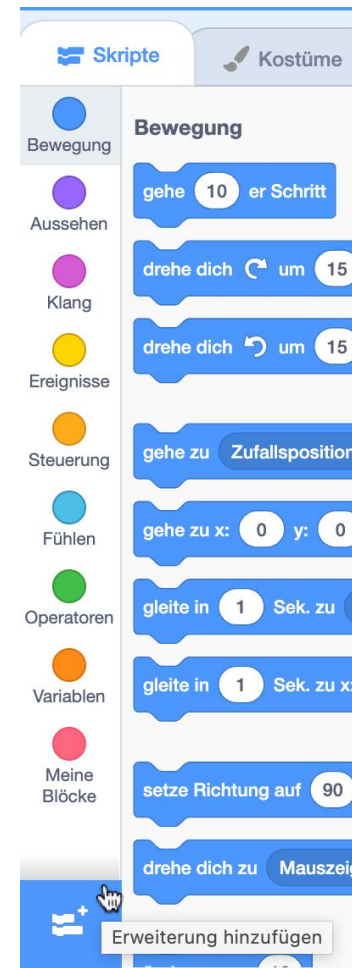 Skripte
Kostüme
Bewegung
Aussehen
Klang
Ereignisse
Steuerung
Fühlen
Operatoren
Variablen
Meine
Blöcke
Bewegung
gehe 10 er Schritt
drehe dich um 15
drehe dich um 15
gehe zu Zufallsposition
gehe zu x: 0 y: 0
gleite in 1 Sek. zu
gleite in 1 Sek. zu x:
setze Richtung auf 90
drehe dich zu Mauszeig
Erweiterung hinzufügen